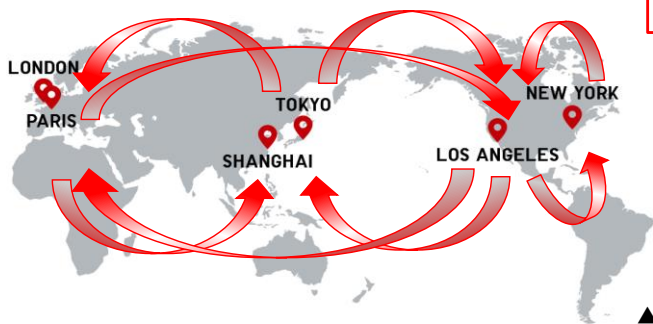 LONDON
PARIS
TOKYO
SHANGHAI
NEW YORK
LOS ANGELES